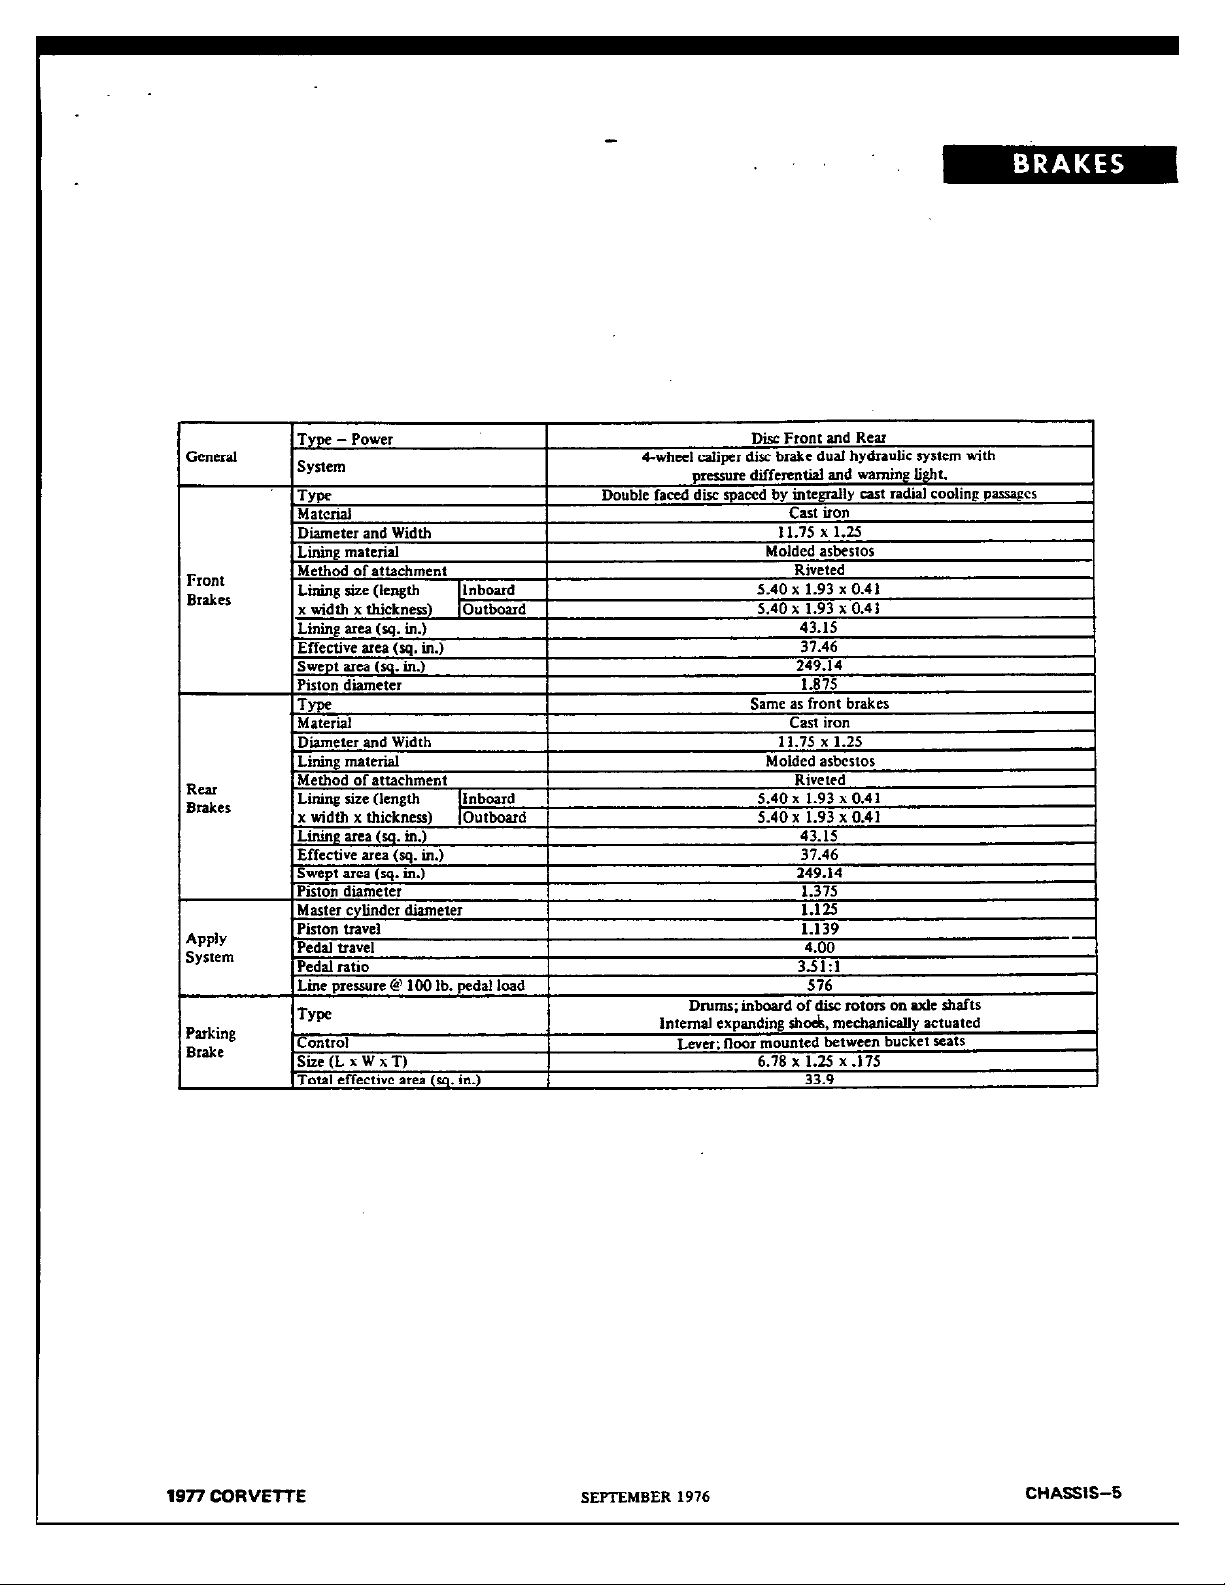 BRAKES
General
Type – Power
Disc Front and Rear
System
4-wheel caliper disc brake dual hydraulic system with
pressure differential and warning light.
Front
Brakes
Type
Double faced disc spaced by integrally cast radial cooling passages
Material
Cast iron
Diameter and Width
11.75 x 1.25
Lining material
Molded asbestos
Method of attachment
Riveted
Lining size (length
Inboard
5.40 x 1.93 x 0.41
x width x thickness)
Outboard
5.40 x 1.93 x 0.41
Lining area (sq. in.)
43.15
Effective area (sq. in.)
37.46
Swept area (sq. in.)
249.14
Piston diameter
1.875
Rear
Brakes
Type
Same as front brakes
Material
Cast iron
Diameter and Width
11.75 x 1.25
Lining material
Molded asbestos
Method of attachment
Riveted
Lining size (length
Inboard
5.40 x 1.93 x 0.41
x width x thickness)
Outboard
5.40 x 1.93 x 0.41
Lining area (sq. in.)
43.15
Effective area (sq. in.)
37.46
Swept area (sq. in.)
249.14
Piston diameter
1.375
Apply
System
Master cylinder diameter
1.125
Piston travel
1.139
Pedal travel
4.00
Pedal ratio
3.51:1
Line pressure @ 100 lb. pedal load
576
Parking
Brake
Type
Drums; inboard of disc rotors on axle shafts
Internal expanding shoes, mechanically actuated
Control
Lever; floor mounted between bucket seats
Size (L x W x T)
6.78 x 1.25 x .175
Total effective area (sq. in.)
33.9
1977 CORVETTE
SEPTEMBER 1976
CHASSIS–5